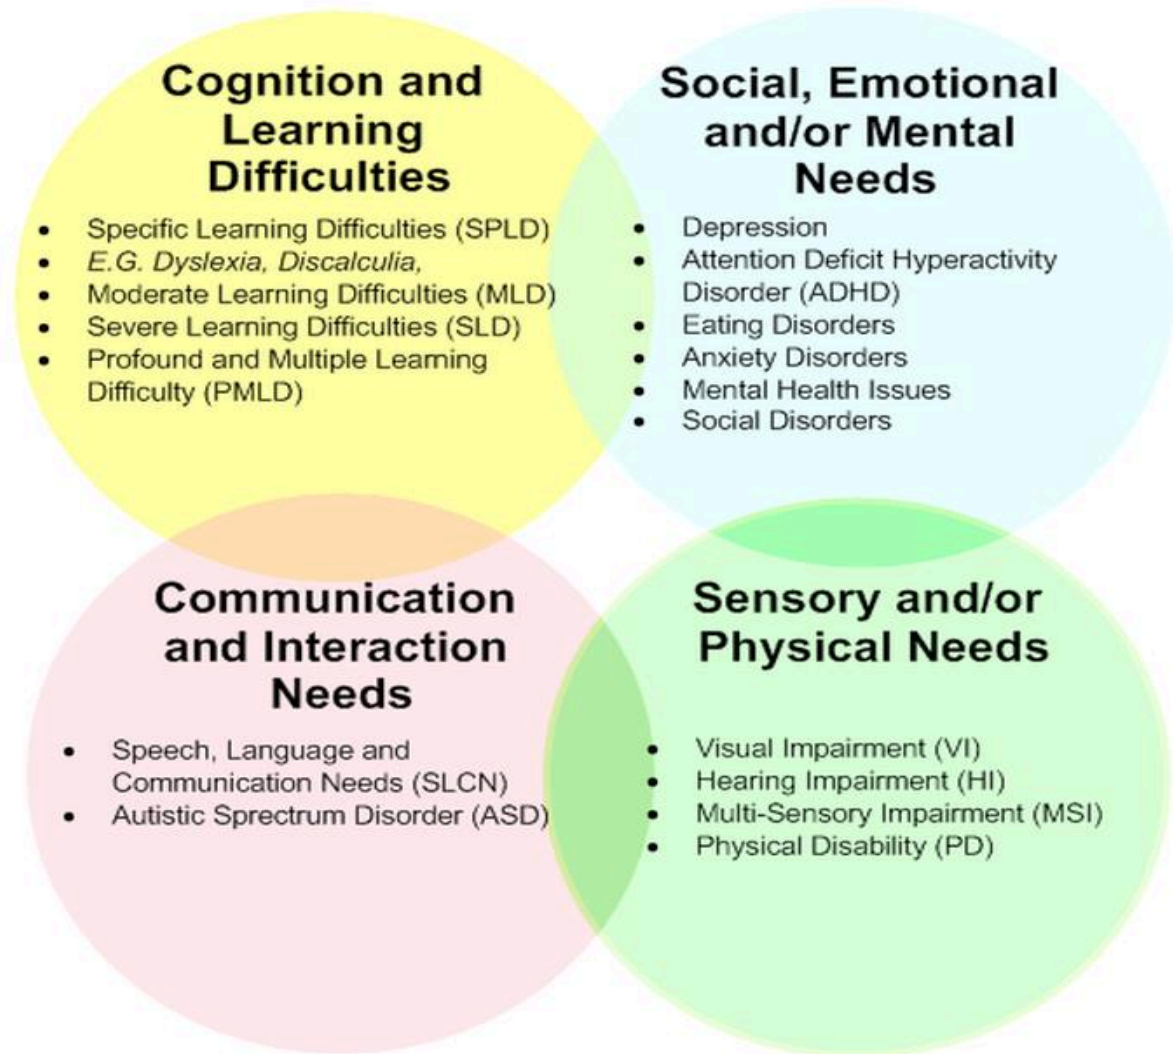 Cognition and
Learning
Difficulties
• Specific Learning Difficulties (SPLD)
• E.G. Dyslexia, Discalculia,
• Moderate Learning Difficulties (MLD)
• Severe Learning Difficulties (SLD)
• Profound and Multiple Learning
Difficulty (PMLD)
Social, Emotional
and/or Mental
Needs
• Depression
• Attention Deficit Hyperactivity
Disorder (ADHD)
• Eating Disorders
• Anxiety Disorders
• Mental Health Issues
• Social Disorders
Communication
and Interaction
Needs
• Speech, Language and
Communication Needs (SLCN)
• Autistic Sprectrum Disorder (ASD)
Sensory and/or
Physical Needs
• Visual Impairment (VI)
• Hearing Impairment (HI)
• Multi-Sensory Impairment (MSI)
• Physical Disability (PD)